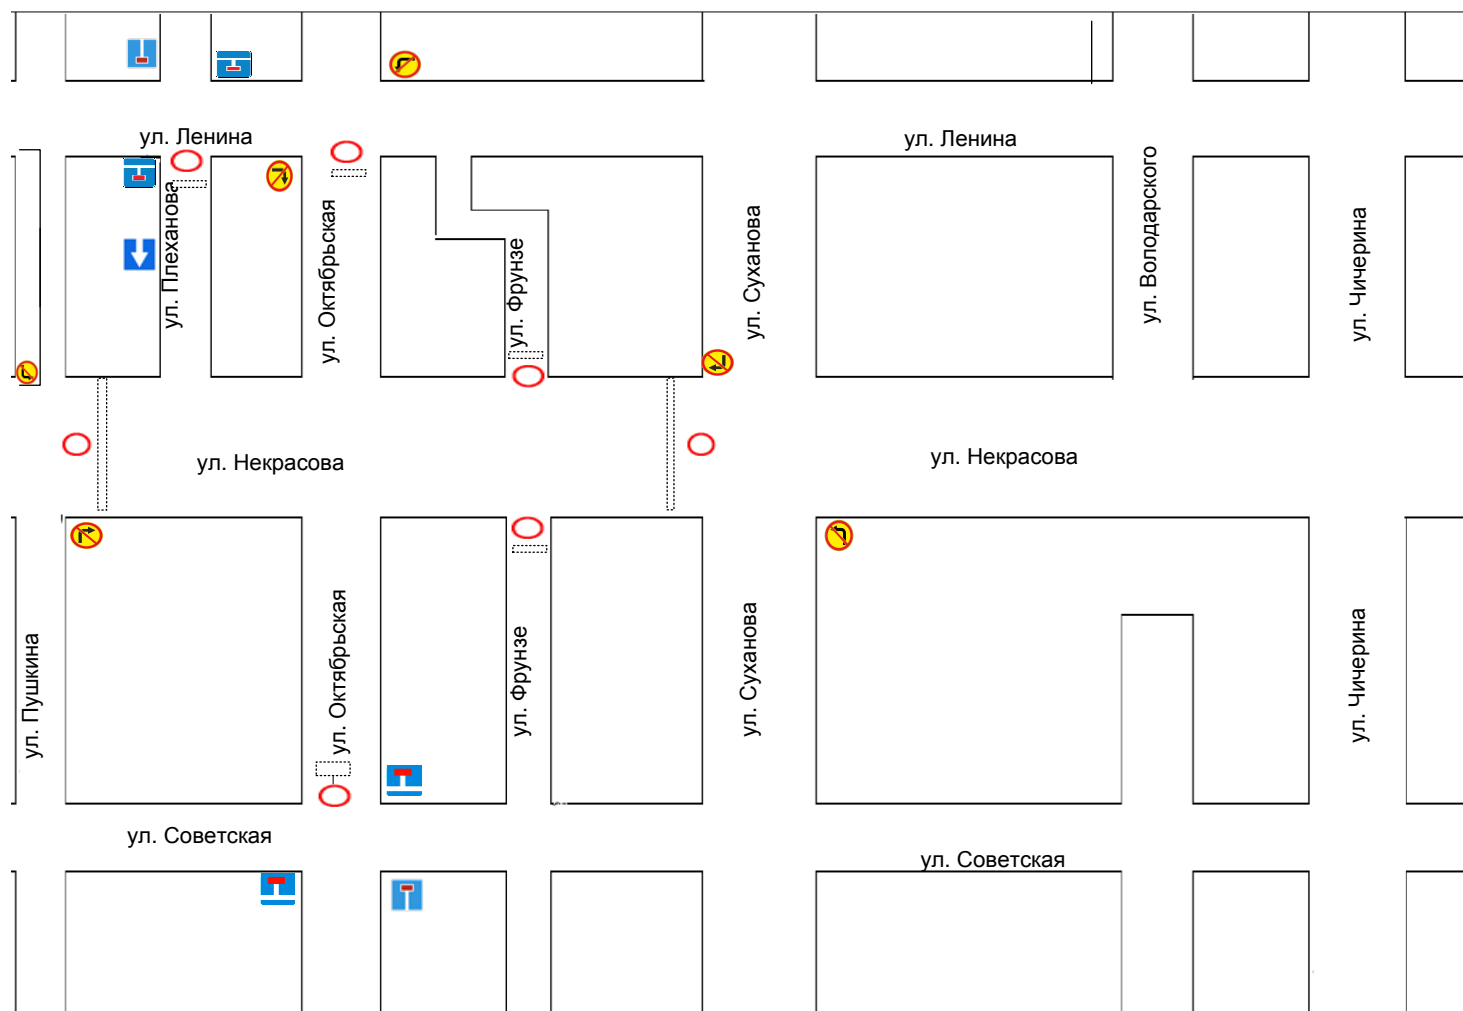 ул. Ленина
ул. Ленина
ул. Плеханова
ул. Октябрьская
ул. Фрунзе
ул. Суханова
ул. Володарского
ул. Чичерина
ул. Некрасова
ул. Некрасова
ул. Пушкина
ул. Октябрьская
ул. Фрунзе
ул. Суханова
ул. Чичерина
ул. Советская
ул. Советская